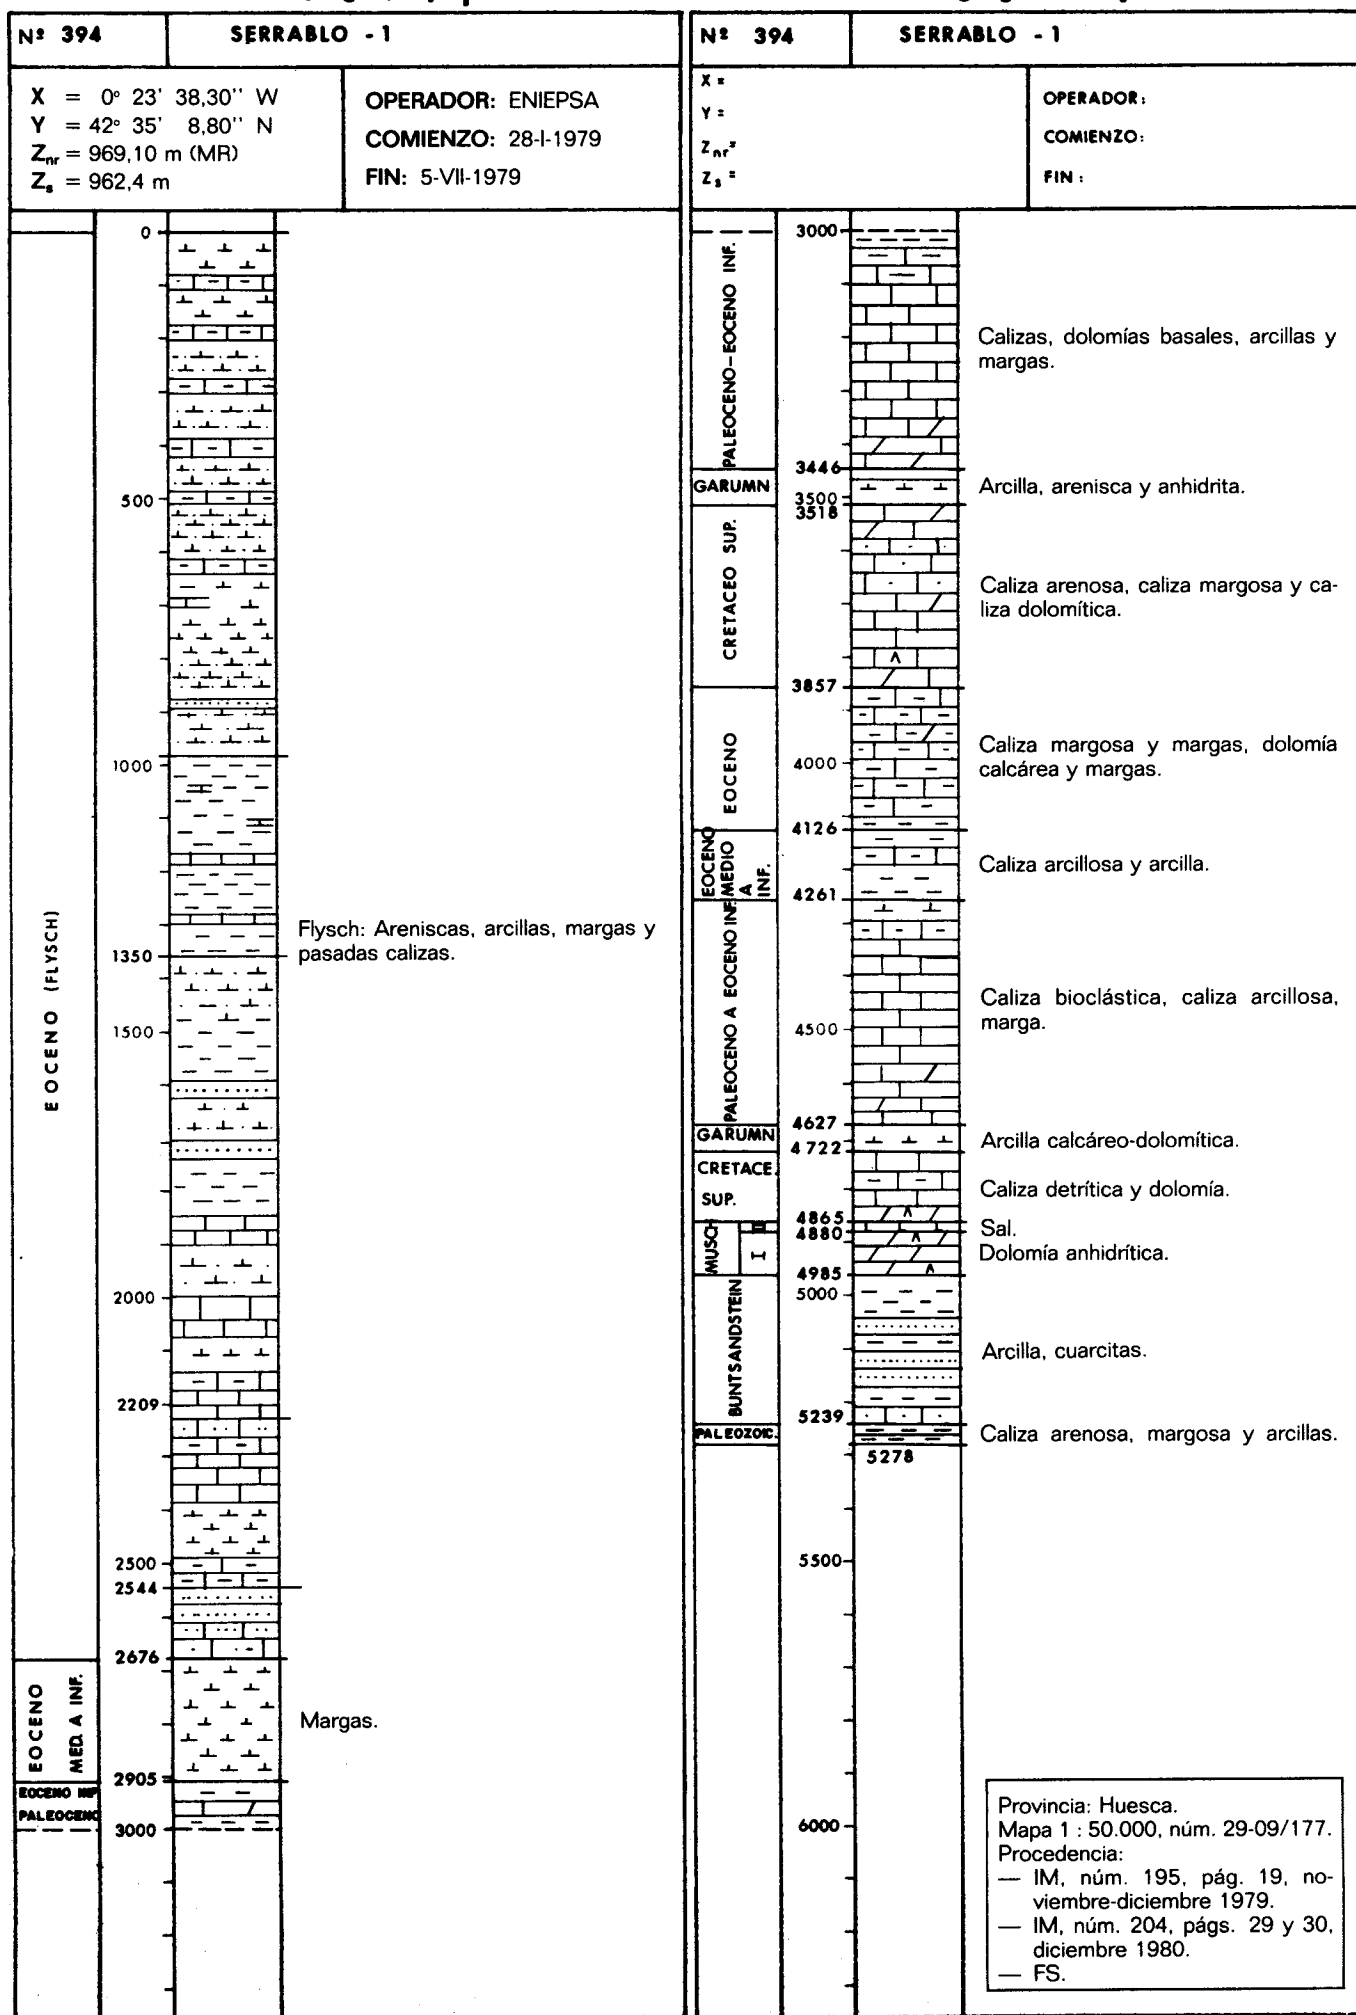 Nº 394
SERRABLO - 1
X = 0° 23' 38,30'' W
Y = 42° 35' 8,80'' N
Znr = 969,10 m (MR)
Zs = 962,4 m
OPERADOR: ENIEPSA
COMIENZO: 28-I-1979
FIN: 5-VII-1979
0
500
1000
1350
1500
2000
2209
2500
2544
2676
2905
3000
EOCENO (FLYSCH)
Flysch: Areniscas, arcillas, margas y
pasadas calizas.
EOCENO
MED. A INF.
Margas.
EOCENO INF
PALEOCENO
Nº 394
SERRABLO - 1
X =
Y =
Znr=
Zs =
OPERADOR:
COMIENZO:
FIN :
3000
PALEOCENO-EOCENO INF.
Calizas, dolomías basales, arcillas y
margas.
3446
GARUMN
3500
Arcilla, arenisca y anhidrita.
3518
CRETACEO SUP.
Caliza arenosa, caliza margosa y ca-
liza dolomítica.
3857
EOCENO
4000
Caliza margosa y margas, dolomía
calcárea y margas.
4126
EOCENO
MEDIO
A
INF.
Caliza arcillosa y arcilla.
4261
PALEOCENO A EOCENO INF.
4500
Caliza bioclástica, caliza arcillosa,
marga.
4627
GARUMN
4722
Arcilla calcáreo-dolomítica.
CRETACE.
SUP.
Caliza detrítica y dolomía.
4865
MUSCH
II
Sal.
4880
I
Dolomía anhidrítica.
4985
5000
BUNTSANDSTEIN
Arcilla, cuarcitas.
5239
PALEOZOIC.
Caliza arenosa, margosa y arcillas.
5278
5500
6000
Provincia: Huesca.
Mapa 1 : 50.000, núm. 29-09/177.
Procedencia:
— IM, núm. 195, pág. 19, no-
viembre-diciembre 1979.
— IM, núm. 204, págs. 29 y 30,
diciembre 1980.
— FS.